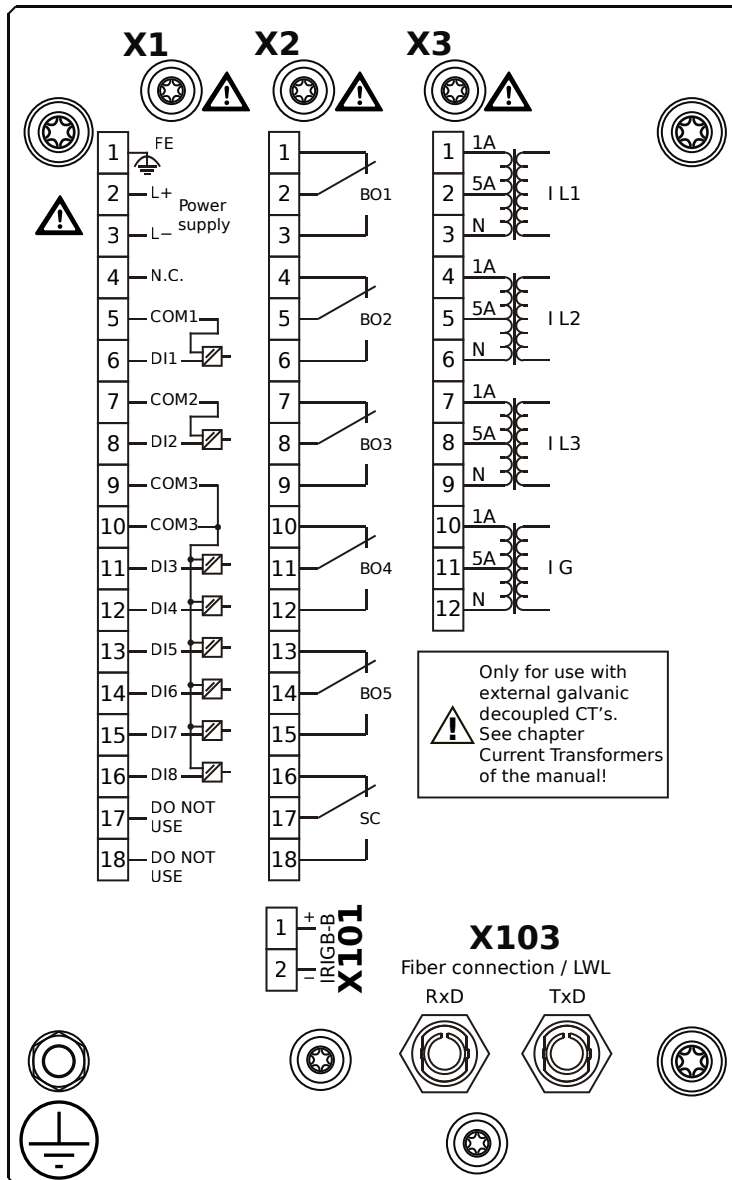 X1
X2
X3
1 FE
2 L+
Power
supply
3 L−
4 N.C.
5 COM1
6 DI1
7 COM2
8 DI2
9 COM3
10 COM3
11 DI3
12 DI4
13 DI5
14 DI6
15 DI7
16 DI8
17 DO NOT
USE
18 DO NOT
USE
1
2 BO1
3
4
5 BO2
6
7
8 BO3
9
10
11 BO4
12
13
14 BO5
15
16
17 SC
18
1 1A
2 5A I L1
3 N
4 1A
5 5A I L2
6 N
7 1A
8 5A I L3
9 N
10 1A
11 5A I G
12 N
Only for use with
external galvanic
decoupled CT's.
See chapter
Current Transformers
of the manual!
1 +
2 −
IRIGB-B
X101
X103
Fiber connection / LWL
RxD TxD